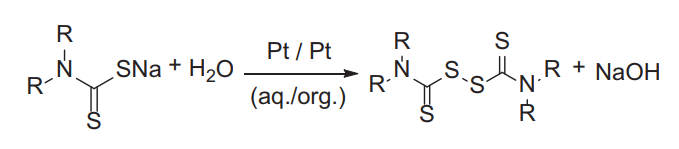 R
R N SNa + H₂O
S
Pt / Pt
(aq./org.)
R
R N S S
S
S
N R + NaOH
R